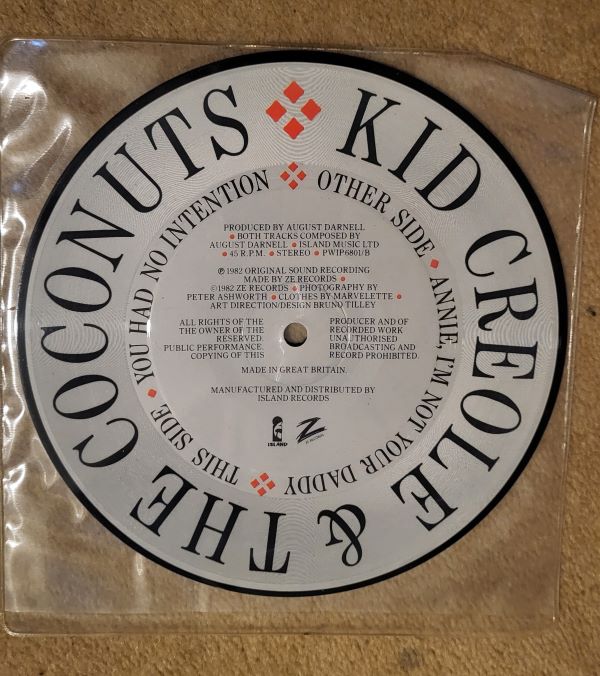 KID CREOLE & THE COCONUTS
OTHER SIDE ANNIE, I'M NOT YOUR DADDY
THIS SIDE YOU HAD NO INTENTION
PRODUCED BY AUGUST DARNELL
• BOTH TRACKS COMPOSED BY
AUGUST DARNELL • ISLAND MUSIC LTD
• 45 R.P.M. • STEREO • PWIP6801/B
℗ 1982 ORIGINAL SOUND RECORDING
MADE BY ZE RECORDS •
©1982 ZE RECORDS • PHOTOGRAPHY BY
PETER ASHWORTH • CLOTHES BY MARVELETTE •
ART DIRECTION/DESIGN BRUNO TILLEY
ALL RIGHTS OF THE PRODUCER AND OF
THE OWNER OF THE RECORDED WORK
RESERVED. UNAUTHORISED
PUBLIC PERFORMANCE. BROADCASTING AND
COPYING OF THIS RECORD PROHIBITED.
MADE IN GREAT BRITAIN.
MANUFACTURED AND DISTRIBUTED BY
ISLAND RECORDS
ISLAND